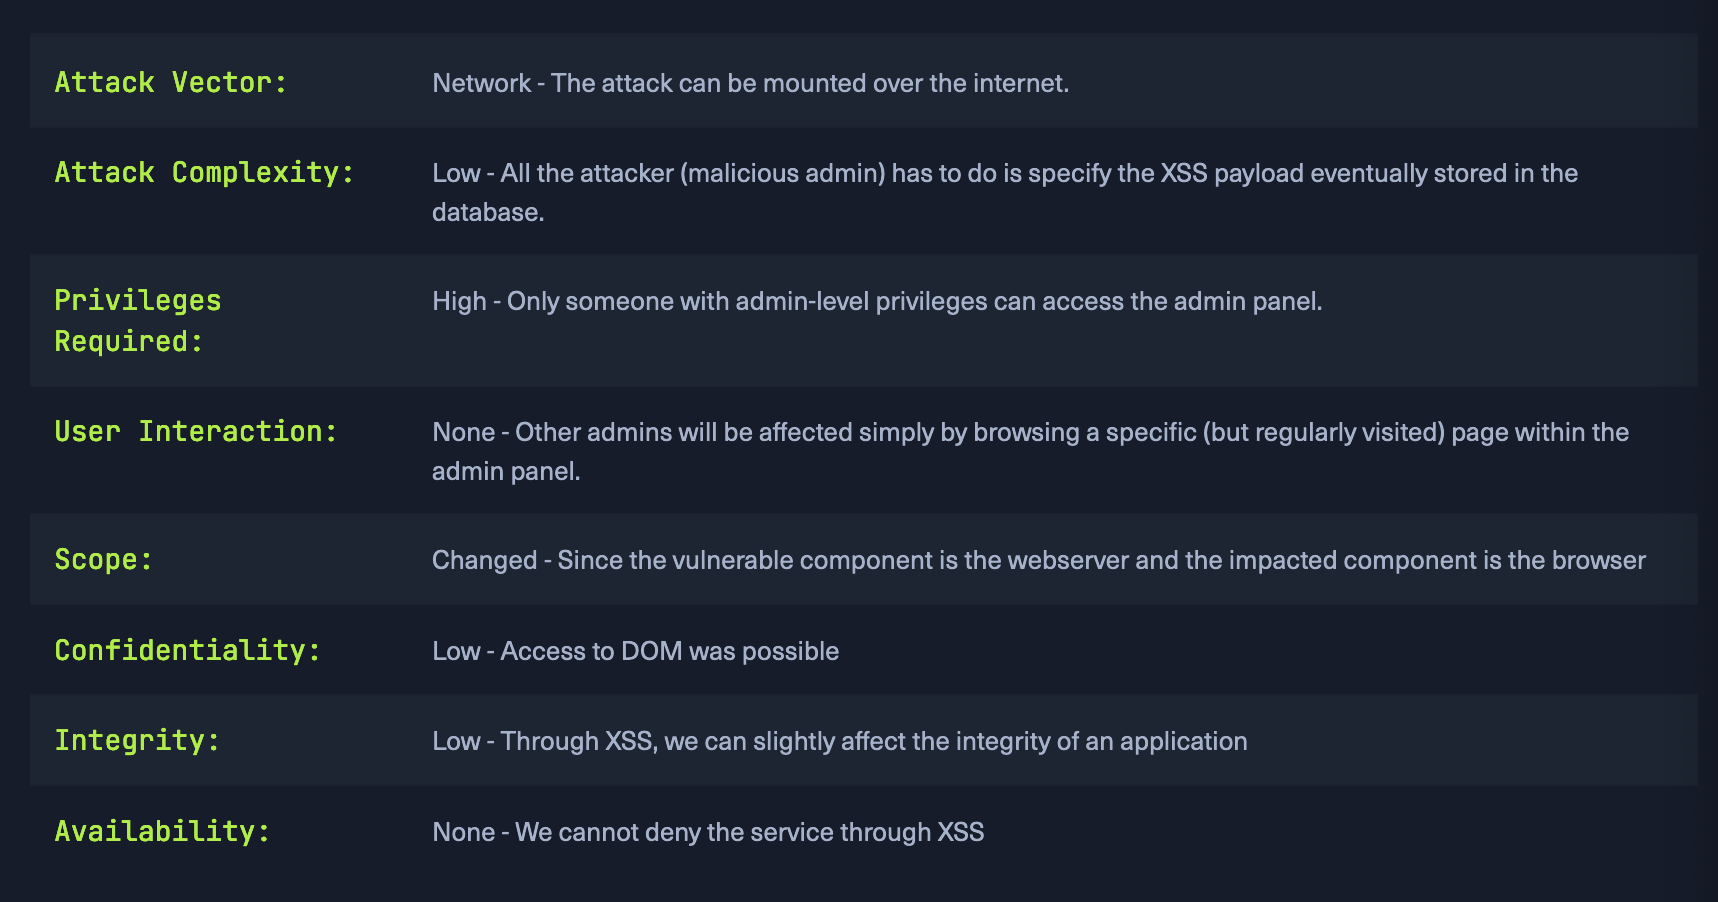 Attack Vector: Network - The attack can be mounted over the internet.
Attack Complexity: Low - All the attacker (malicious admin) has to do is specify the XSS payload eventually stored in the
database.
Privileges
Required:
High - Only someone with admin-level privileges can access the admin panel.
User Interaction: None - Other admins will be affected simply by browsing a specific (but regularly visited) page within the
admin panel.
Scope: Changed - Since the vulnerable component is the webserver and the impacted component is the browser
Confidentiality: Low - Access to DOM was possible
Integrity: Low - Through XSS, we can slightly affect the integrity of an application
Availability: None - We cannot deny the service through XSS